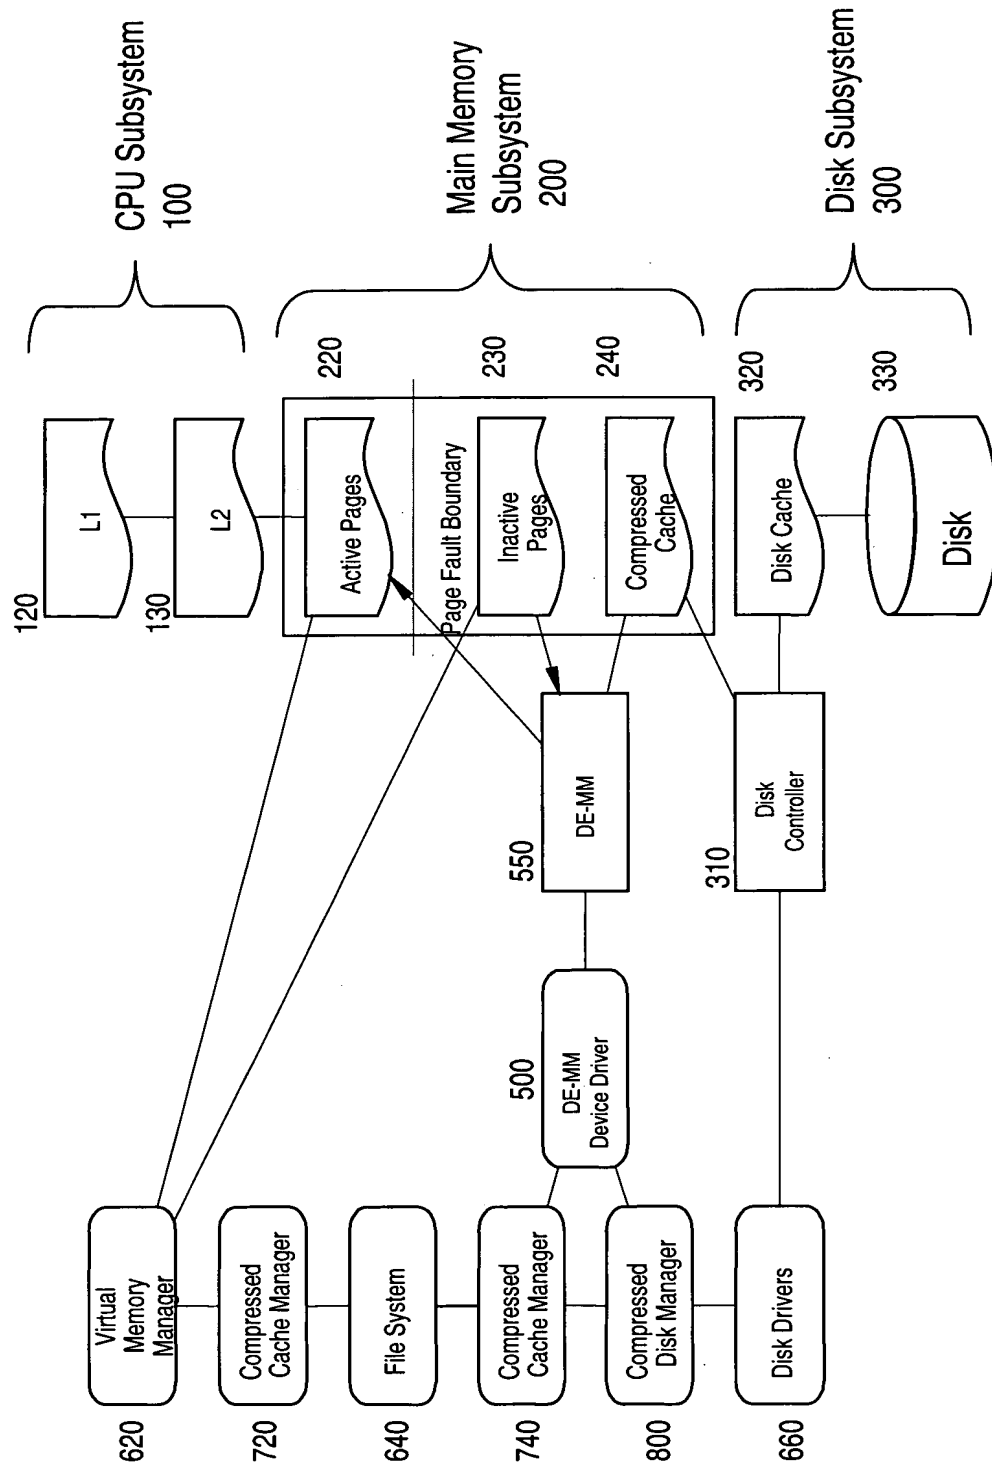 CPU Subsystem
100
Main Memory
Subsystem
200
Disk Subsystem
300
120
L1
130
L2
220
Active Pages
Page Fault Boundary
230
Inactive
Pages
240
Compressed
Cache
320
Disk Cache
330
Disk
550
DE-MM
310
Disk
Controller
500
DE-MM
Device Driver
Virtual
Memory
Manager
620
Compressed
Cache Manager
720
File System
640
Compressed
Cache Manager
740
Compressed
Disk Manager
800
Disk Drivers
660